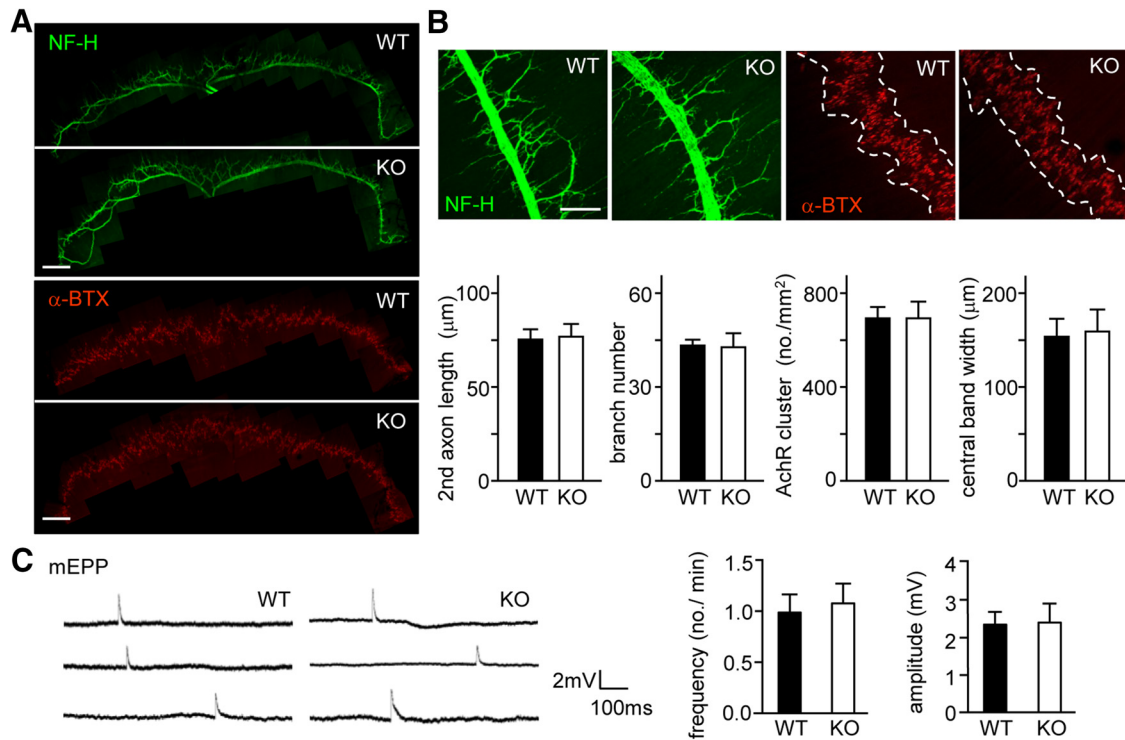 A
NF-H
WT
KO
α-BTX
WT
KO
B
WT
KO
WT
KO
NF-H
α-BTX
2nd axon length (μm)
100
50
0
WT KO
branch number
60
30
0
WT KO
AchR cluster (no./mm²)
800
400
0
WT KO
central band width (μm)
200
100
0
WT KO
C
mEPP
WT
KO
2mV
100ms
frequency (no./ min)
1.5
1.0
0.5
0.0
WT KO
amplitude (mV)
4
3
2
1
0
WT KO